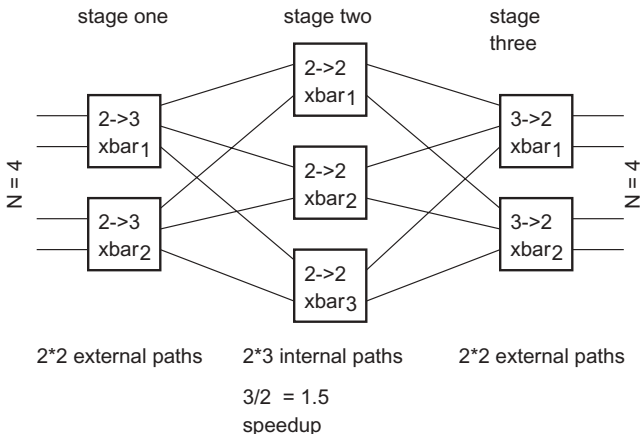 stage one
stage two
stage
three
2->2
xbar1
2->3
xbar1
3->2
xbar1
N = 4
2->2
xbar2
N = 4
2->3
xbar2
3->2
xbar2
2->2
xbar3
2*2 external paths
2*3 internal paths
2*2 external paths
3/2 = 1.5
speedup